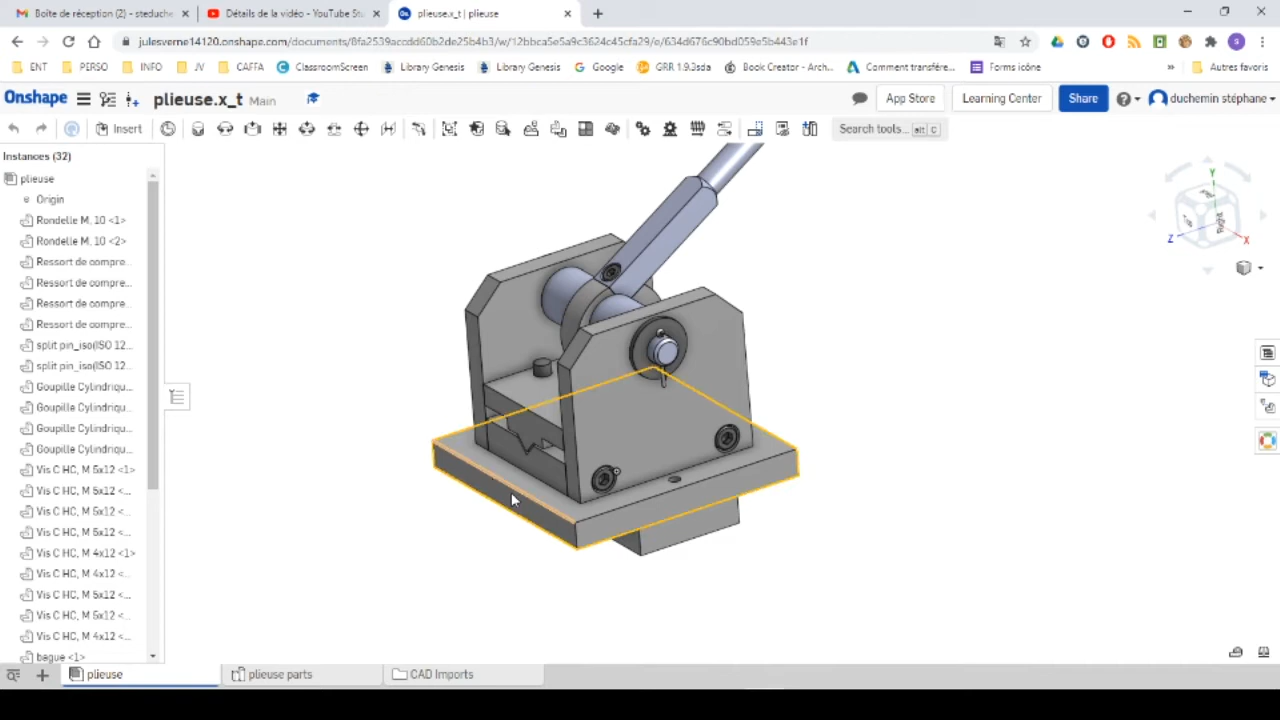 Boîte de réception (2) - steduche
Détails de la vidéo - YouTube Stu
plieuse.x_t | plieuse
julesverne14120.onshape.com/documents/8fa2539accdd60b2de25b4b3/w/12bbca5e5a9c3624c45cfa29/e/634d676c90bd059e5b443e1f
ENT PERSO INFO JV CAFFA ClassroomScreen Library Genesis Library Genesis Google GRR 1.9.3sda Book Creator - Arch... Comment transfére... Forms icône » Autres favoris
Onshape plieuse.x_t Main App Store Learning Center Share duchemin stéphane
Insert Search tools... alt C
Instances (32)
plieuse
Origin
Rondelle M, 10 <1>
Rondelle M, 10 <2>
Ressort de compre...
Ressort de compre...
Ressort de compre...
Ressort de compre...
split pin_iso(ISO 12...
split pin_iso(ISO 12...
Goupille Cylindriqu...
Goupille Cylindriqu...
Goupille Cylindriqu...
Goupille Cylindriqu...
Vis C HC, M 5x12 <1>
Vis C HC, M 5x12 <...
Vis C HC, M 5x12 <...
Vis C HC, M 5x12 <...
Vis C HC, M 4x12 <1>
Vis C HC, M 4x12 <...
Vis C HC, M 5x12 <...
Vis C HC, M 5x12 <...
Vis C HC, M 4x12 <...
bague <1>
Y
Right
Z
X
plieuse
plieuse parts
CAD Imports